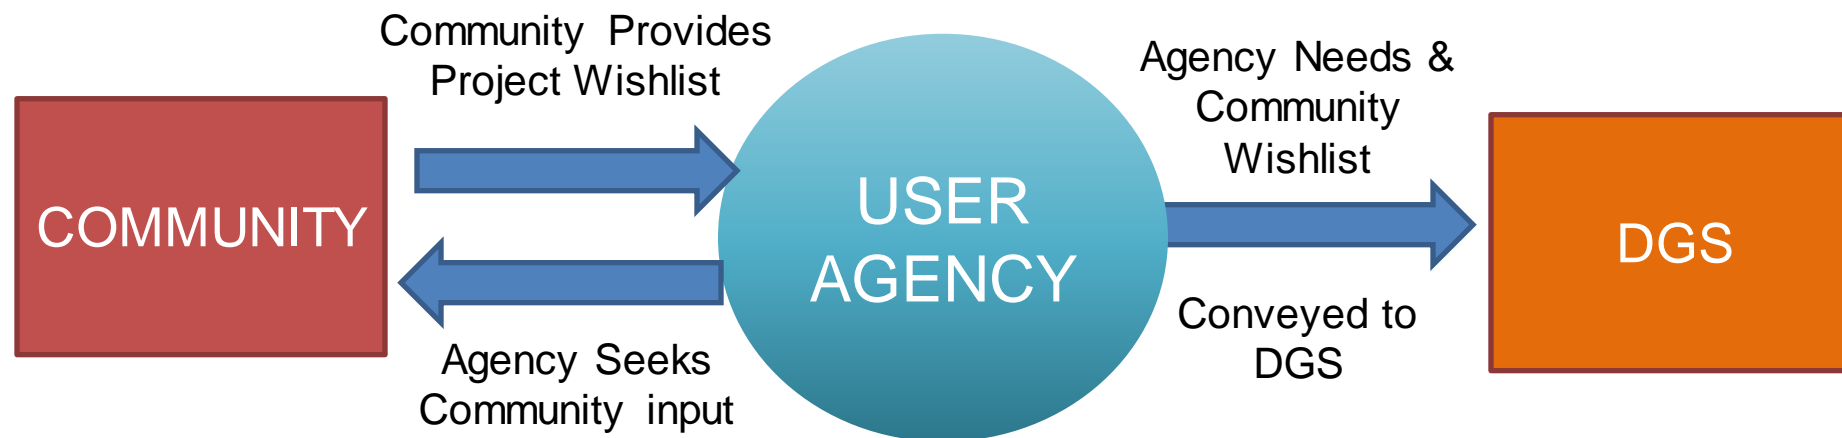 COMMUNITY
Community Provides
Project Wishlist
Agency Seeks
Community input
USER
AGENCY
Agency Needs &
Community
Wishlist
Conveyed to
DGS
DGS